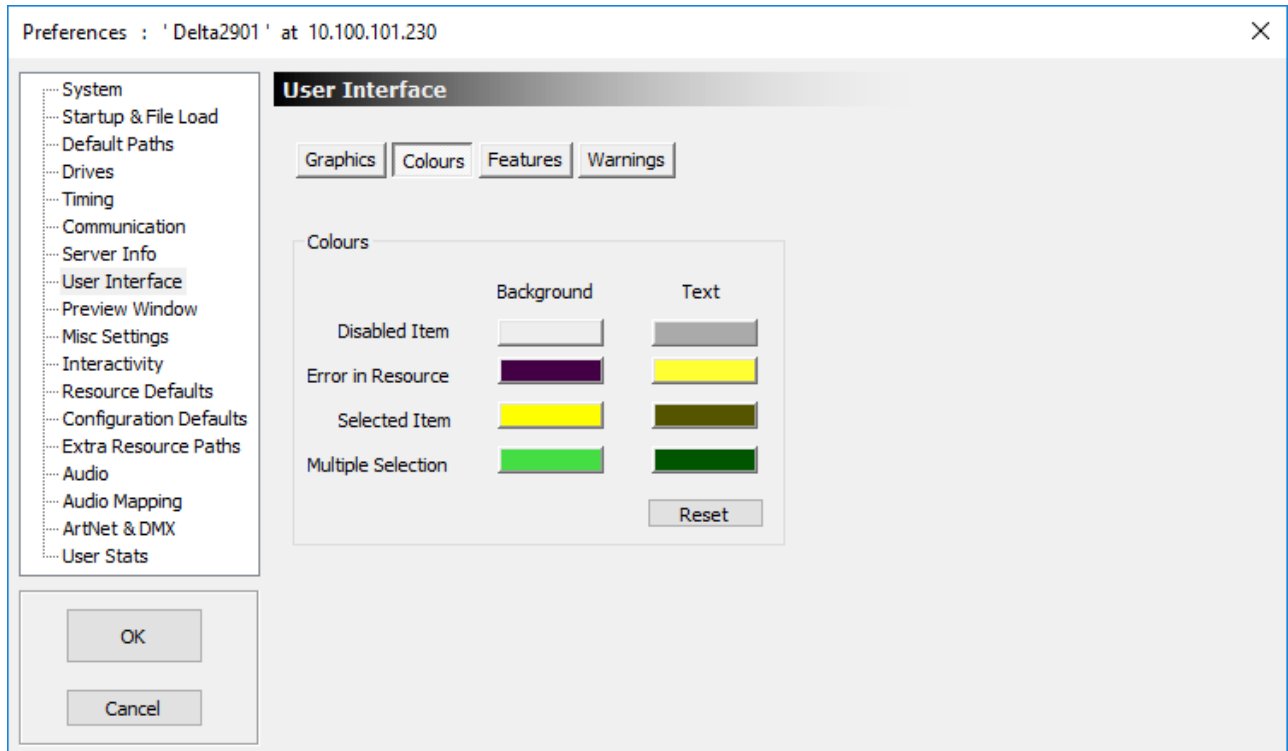 Preferences : ' Delta2901 ' at 10.100.101.230
System
Startup & File Load
Default Paths
Drives
Timing
Communication
Server Info
User Interface
Preview Window
Misc Settings
Interactivity
Resource Defaults
Configuration Defaults
Extra Resource Paths
Audio
Audio Mapping
ArtNet & DMX
User Stats
OK
Cancel
User Interface
Graphics Colours Features Warnings
Colours
Background Text
Disabled Item
Error in Resource
Selected Item
Multiple Selection
Reset